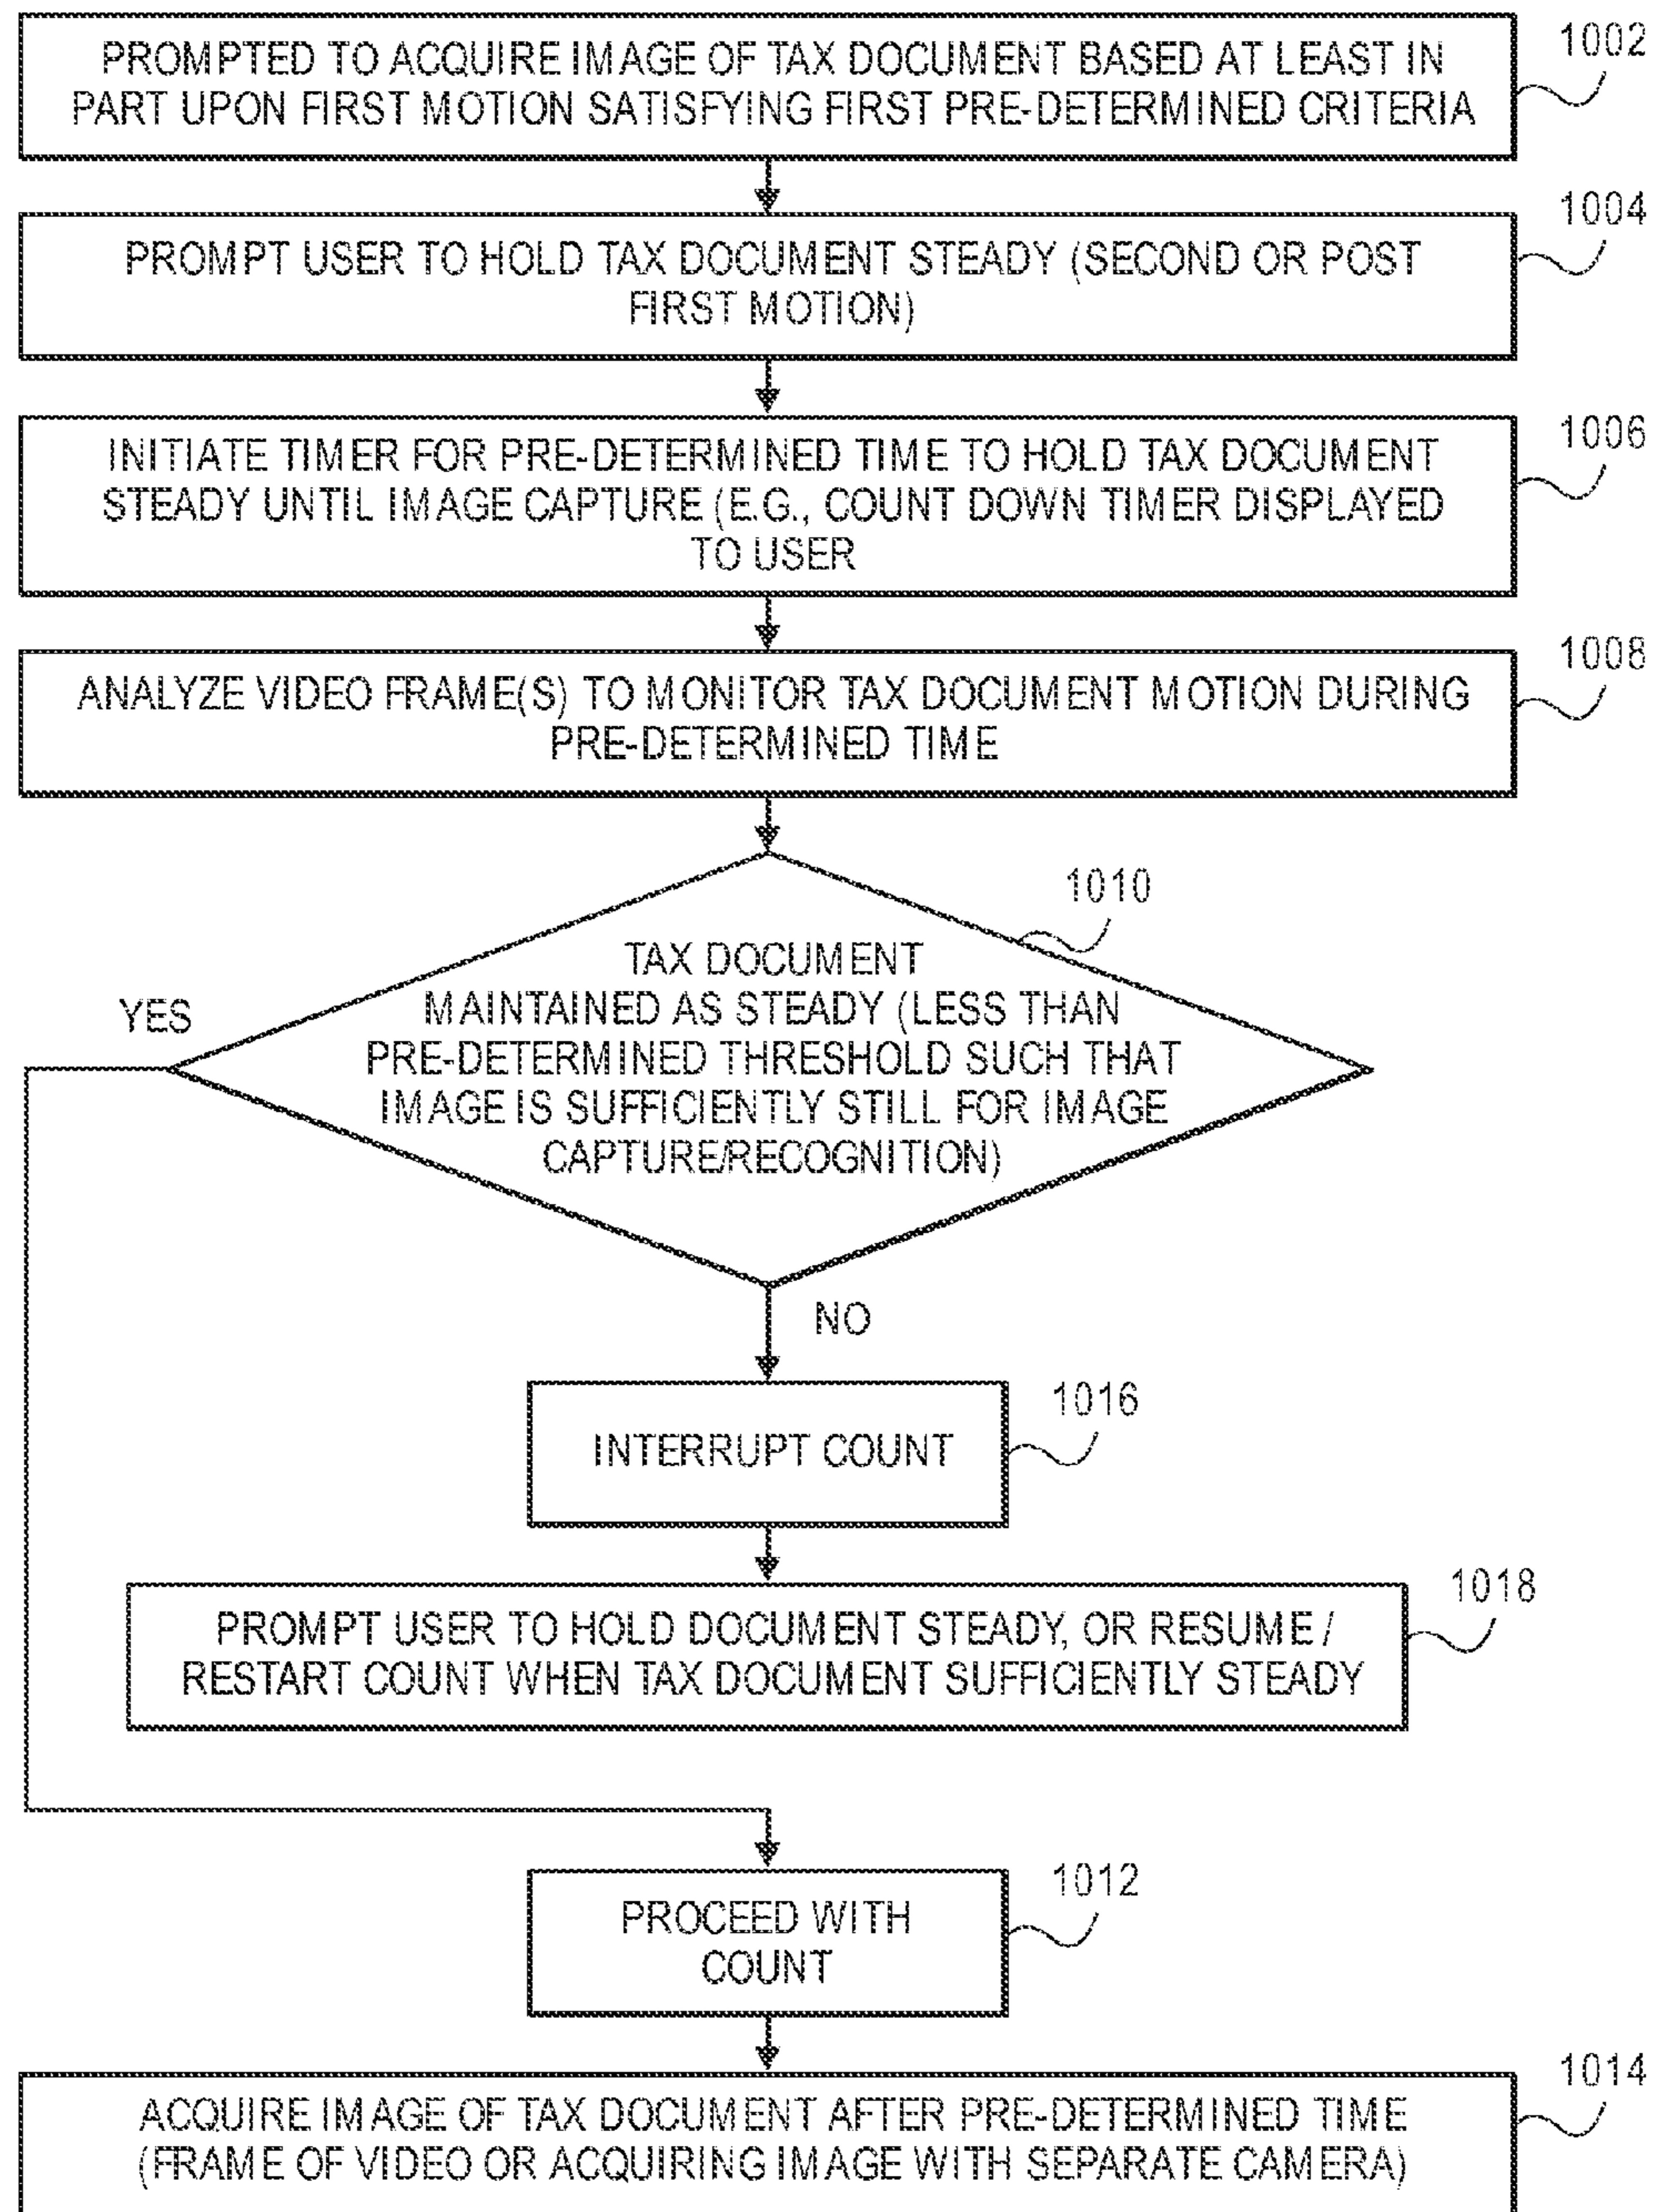 PROMPTED TO ACQUIRE IMAGE OF TAX DOCUMENT BASED AT LEAST IN
PART UPON FIRST MOTION SATISFYING FIRST PRE-DETERMINED CRITERIA
1002
PROMPT USER TO HOLD TAX DOCUMENT STEADY (SECOND OR POST
FIRST MOTION)
1004
INITIATE TIMER FOR PRE-DETERMINED TIME TO HOLD TAX DOCUMENT
STEADY UNTIL IMAGE CAPTURE (E.G., COUNT DOWN TIMER DISPLAYED
TO USER
1006
ANALYZE VIDEO FRAME(S) TO MONITOR TAX DOCUMENT MOTION DURING
PRE-DETERMINED TIME
1008
1010
TAX DOCUMENT
MAINTAINED AS STEADY (LESS THAN
PRE-DETERMINED THRESHOLD SUCH THAT
IMAGE IS SUFFICIENTLY STILL FOR IMAGE
CAPTURE/RECOGNITION)
YES
NO
INTERRUPT COUNT
1016
PROMPT USER TO HOLD DOCUMENT STEADY, OR RESUME /
RESTART COUNT WHEN TAX DOCUMENT SUFFICIENTLY STEADY
1018
PROCEED WITH
COUNT
1012
ACQUIRE IMAGE OF TAX DOCUMENT AFTER PRE-DETERMINED TIME
(FRAME OF VIDEO OR ACQUIRING IMAGE WITH SEPARATE CAMERA)
1014